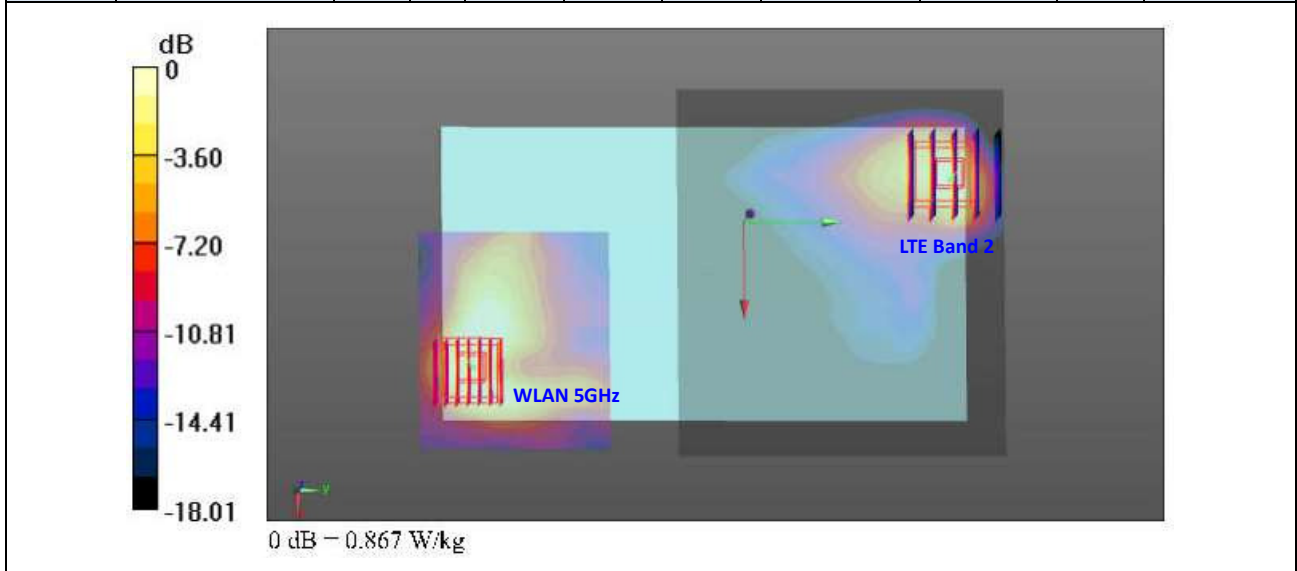 dB
0
-3.60
-7.20
-10.81
-14.41
-18.01
LTE Band 2
WLAN 5GHz
y
0 dB = 0.867 W/kg